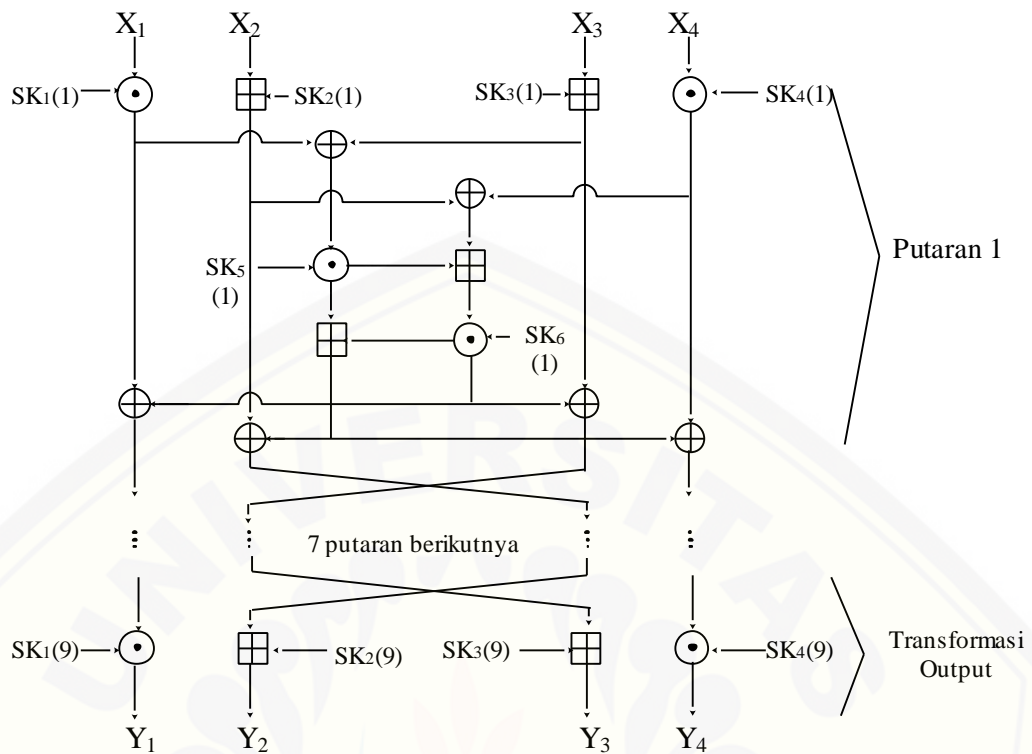 X1 X2 X3 X4
SK1(1) SK2(1) SK3(1) SK4(1)
Putaran 1
SK5
(1)
SK6
(1)
7 putaran berikutnya
SK1(9) SK2(9) SK3(9) SK4(9)
Transformasi
Output
Y1 Y2 Y3 Y4
UNIVERSITAS